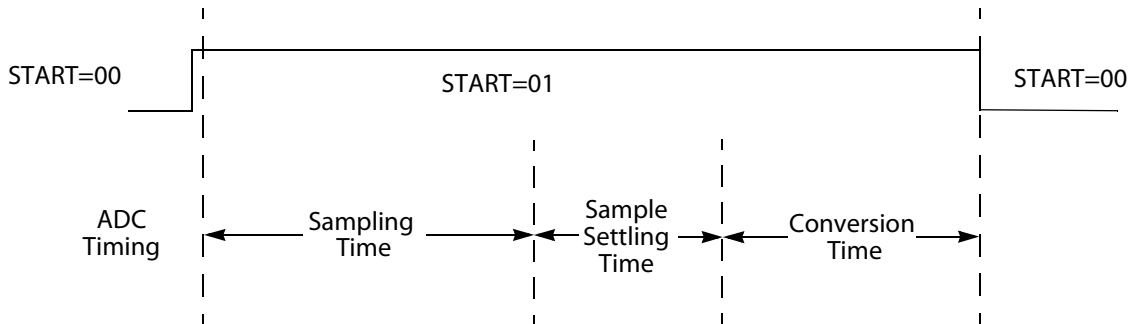 START=00
START=01
START=00
ADC
Timing
Sampling
Time
Sample
Settling
Time
Conversion
Time